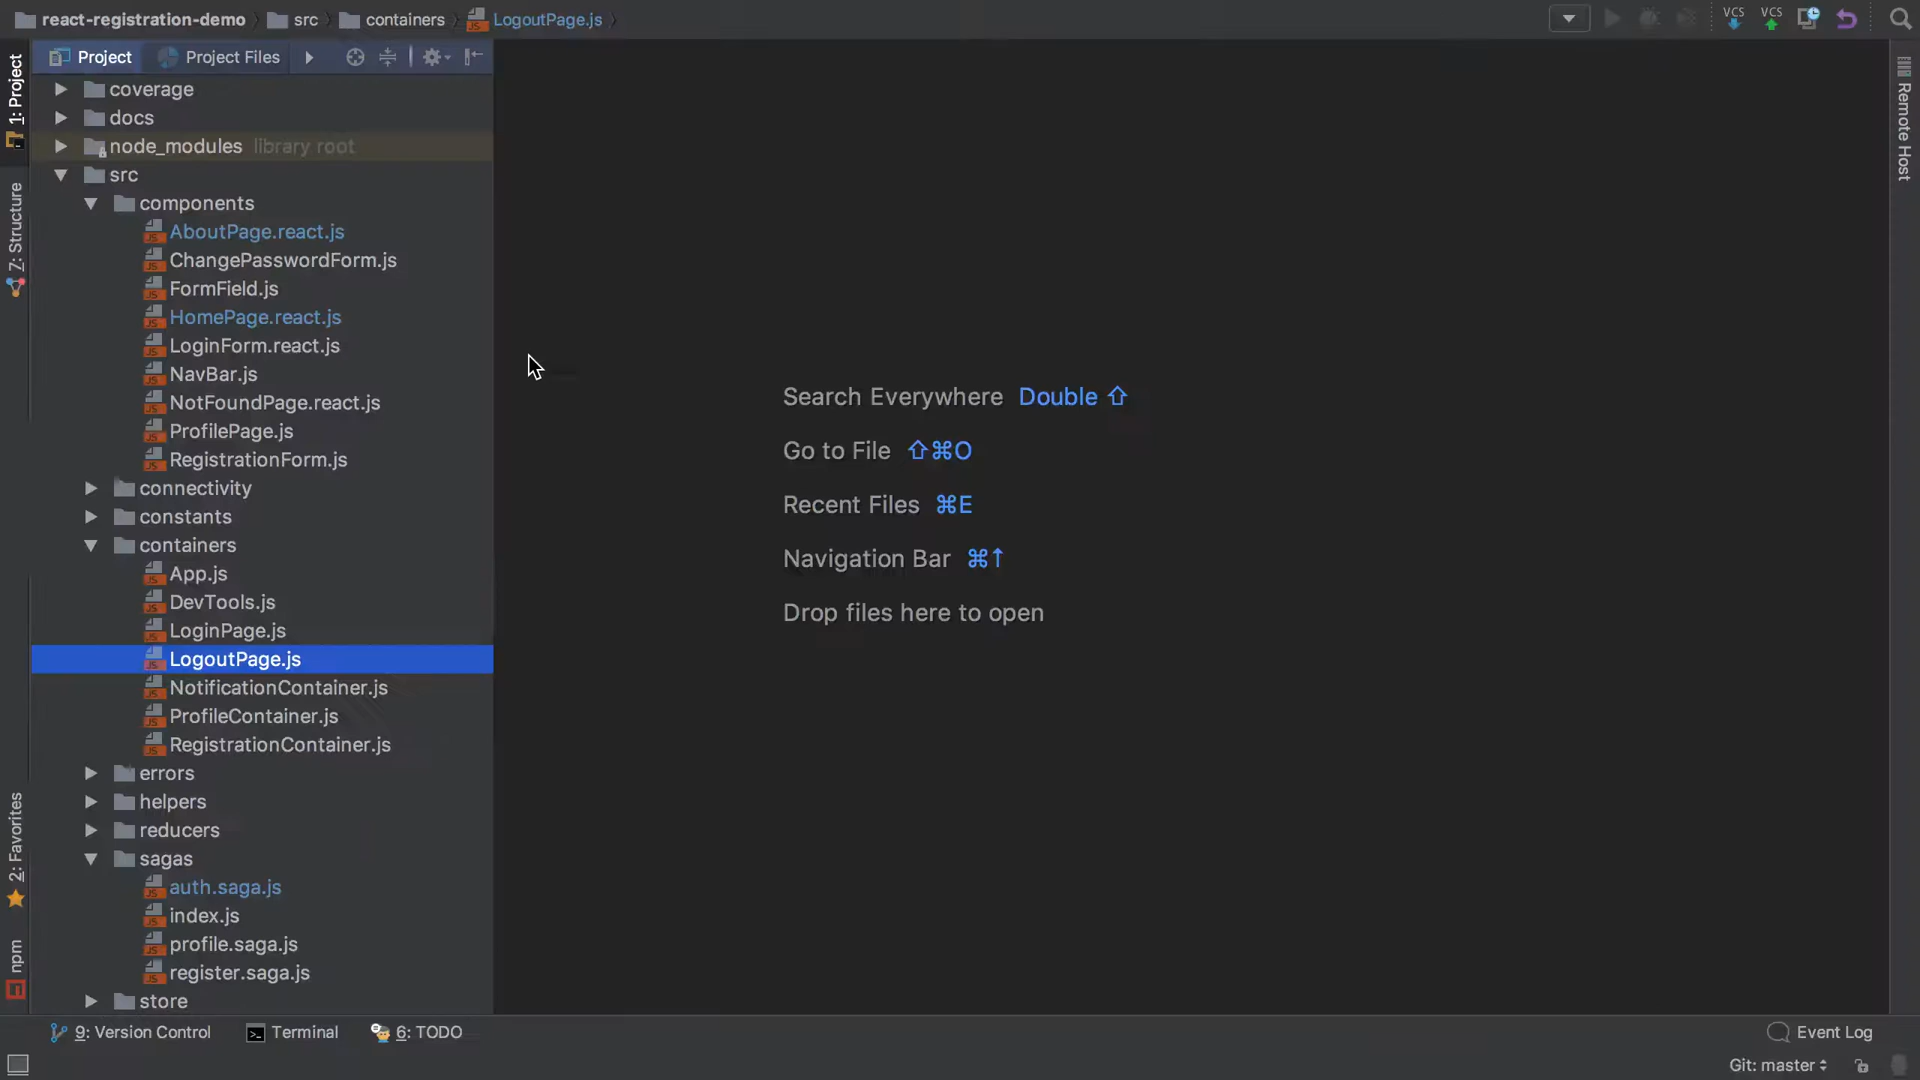 react-registration-demo src containers LogoutPage.js
VCS VCS
Project Project Files
1: Project
Z: Structure
2: Favorites
npm
coverage
docs
node_modules library root
src
components
AboutPage.react.js
ChangePasswordForm.js
FormField.js
HomePage.react.js
LoginForm.react.js
NavBar.js
NotFoundPage.react.js
ProfilePage.js
RegistrationForm.js
connectivity
constants
containers
App.js
DevTools.js
LoginPage.js
LogoutPage.js
NotificationContainer.js
ProfileContainer.js
RegistrationContainer.js
errors
helpers
reducers
sagas
auth.saga.js
index.js
profile.saga.js
register.saga.js
store
Search Everywhere Double ⇧
Go to File ⇧⌘O
Recent Files ⌘E
Navigation Bar ⌘↑
Drop files here to open
Remote Host
9: Version Control Terminal 6: TODO Event Log
Git: master